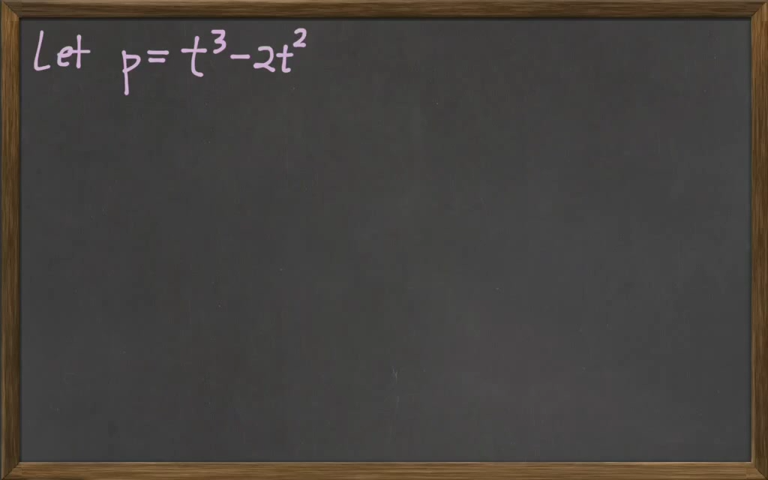 Let p = t³ - 2t²